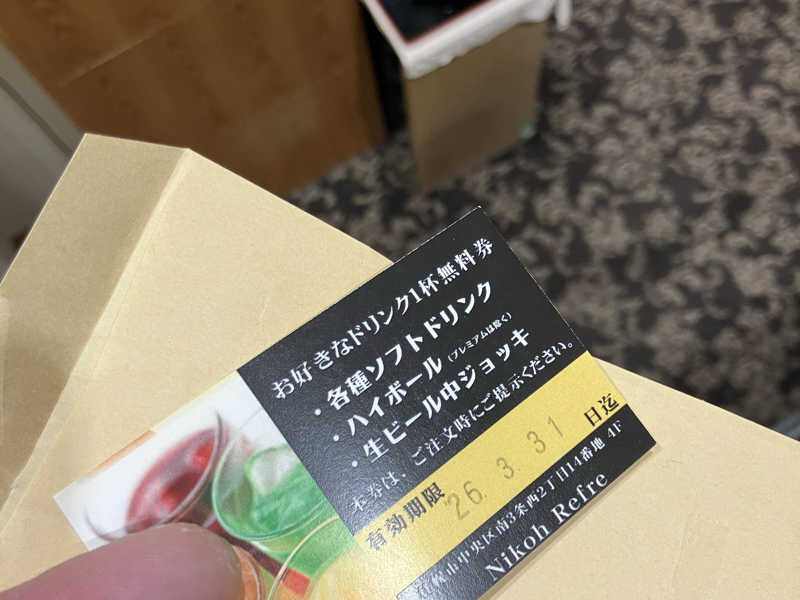 お好きなドリンク1杯無料券
・各種ソフトドリンク
・ハイボール（プレミアムは除く）
・生ビール中ジョッキ
本券は、ご注文時にご提示ください。
有効期限 '26. 3. 31 日迄
札幌市中央区南3条西2丁目14番地 4F
Nikoh Refre